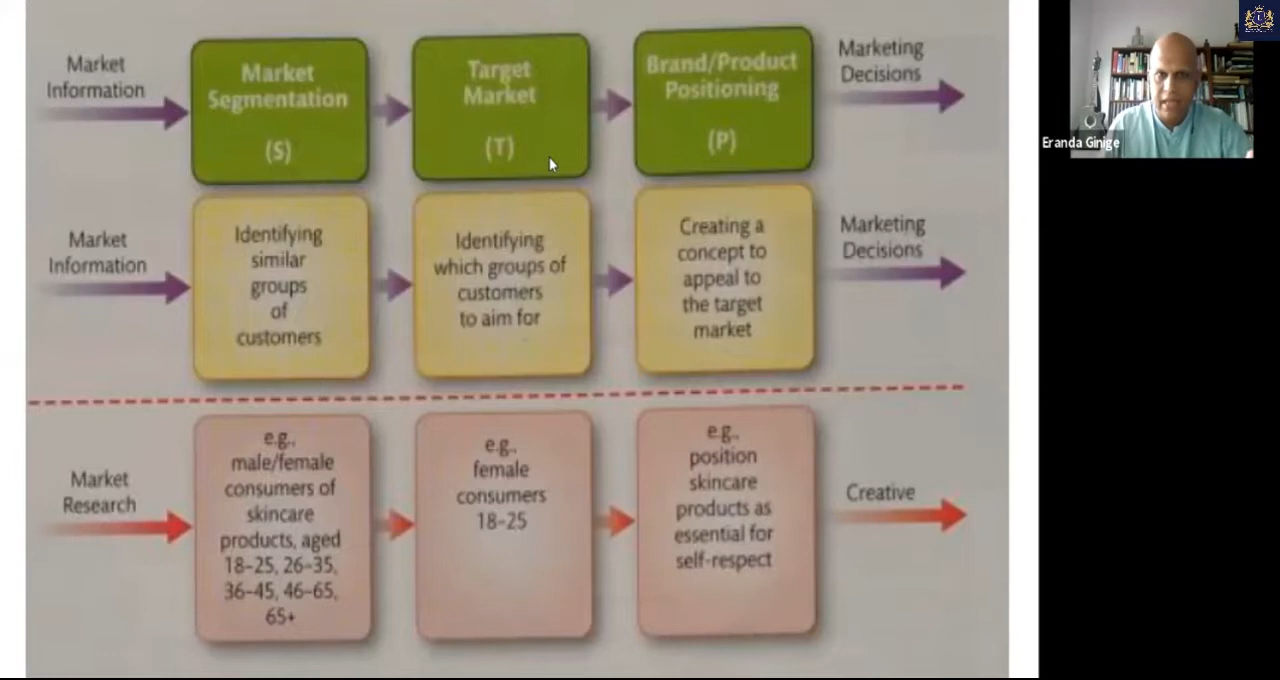 Market
Information
Market
Segmentation
(S)
Target
Market
(T)
Brand/Product
Positioning
(P)
Marketing
Decisions
Eranda Ginige
Market
Information
Identifying
similar
groups
of
customers
Identifying
which groups of
customers
to aim for
Creating a
concept to
appeal to
the target
market
Marketing
Decisions
Market
Research
e.g.,
male/female
consumers of
skincare
products, aged
18–25, 26–35,
36–45, 46–65,
65+
e.g.,
female
consumers
18–25
e.g.,
position
skincare
products as
essential for
self-respect
Creative